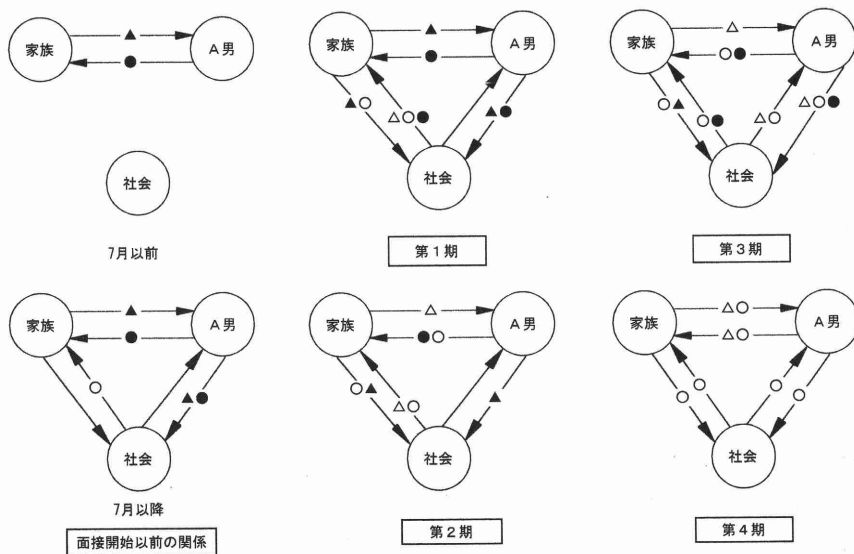 家族 ▲ A男
●
社会
7月以前
家族 ▲ A男
●
▲○ △○● ▲●
社会
第1期
家族 △ A男
○●
○▲ ○● △○ △○●
社会
第3期
家族 ▲ A男
●
○ ▲●
社会
7月以降
面接開始以前の関係
家族 △ A男
●○
○▲ △○ ▲
社会
第2期
家族 △○ A男
△○
○ ○ ○ ○
社会
第4期